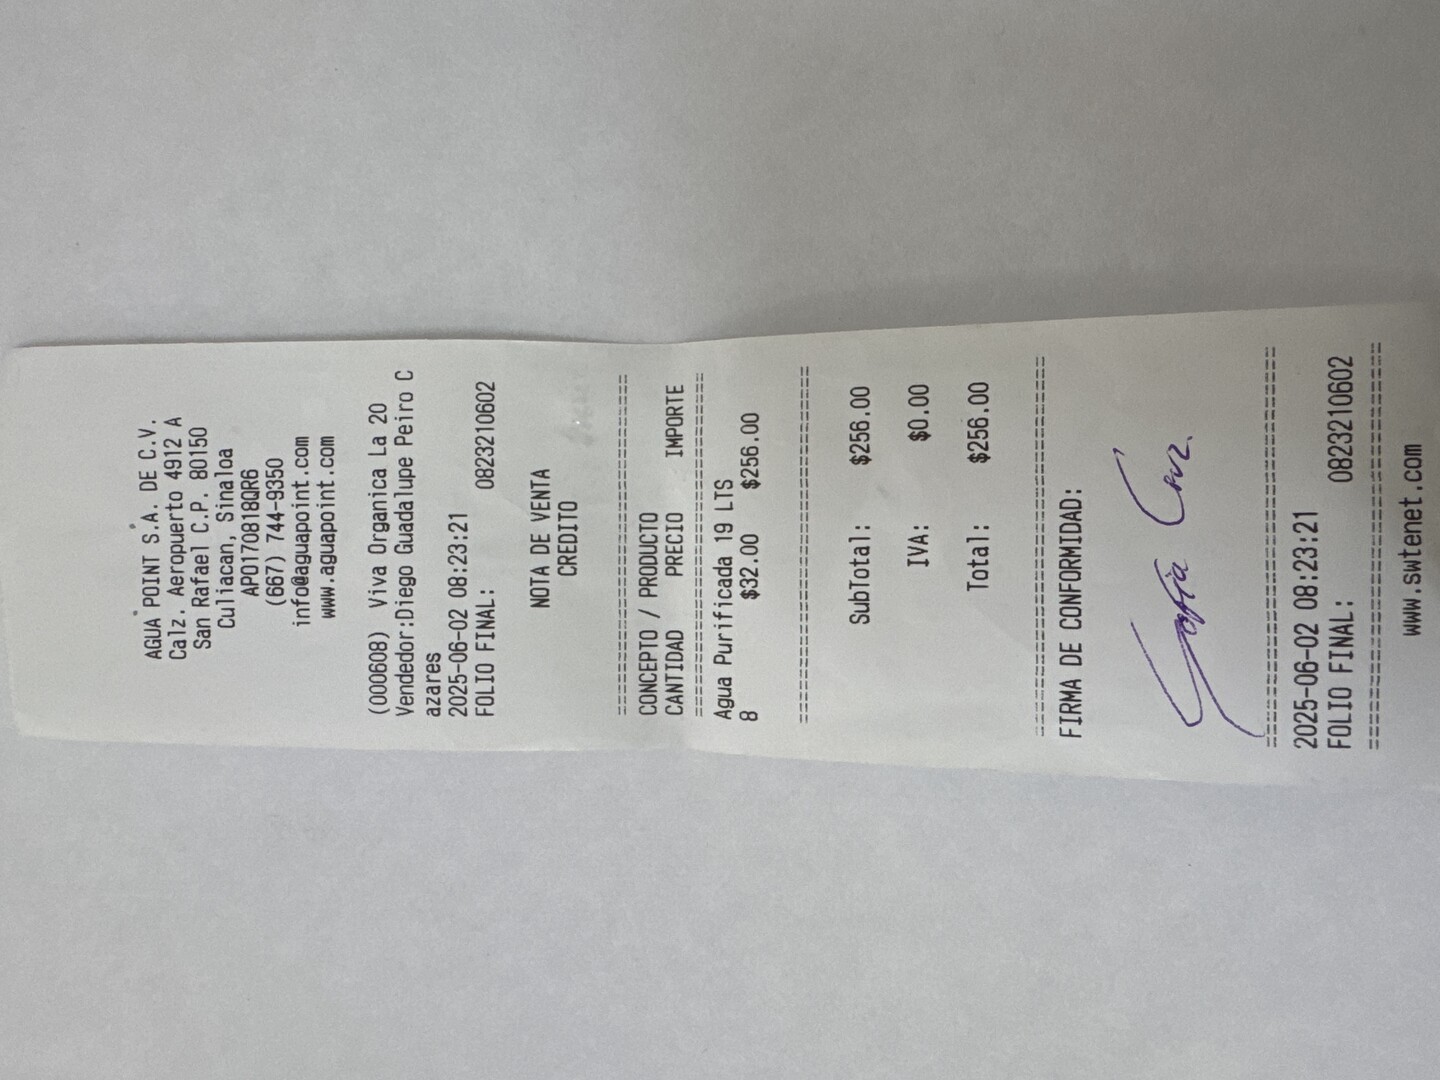 AGUA POINT S.A. DE C.V.
Calz. Aeropuerto 4912 A
San Rafael C.P. 80150
Culiacan, Sinaloa
APO170818QR6
(667) 744-9350
info@aguapoint.com
www.aguapoint.com
(000608) Viva Organica La 20
Vendedor:Diego Guadalupe Peiro C
azares
2025-06-02 08:23:21
FOLIO FINAL: 0823210602
NOTA DE VENTA
CREDITO
================================
CONCEPTO / PRODUCTO
CANTIDAD PRECIO IMPORTE
================================
Agua Purificada 19 LTS
8 $32.00 $256.00
================================
SubTotal: $256.00
IVA: $0.00
Total: $256.00
================================
FIRMA DE CONFORMIDAD:
Sofia Cruz
================================
2025-06-02 08:23:21
FOLIO FINAL: 0823210602
================================
www.swtenet.com